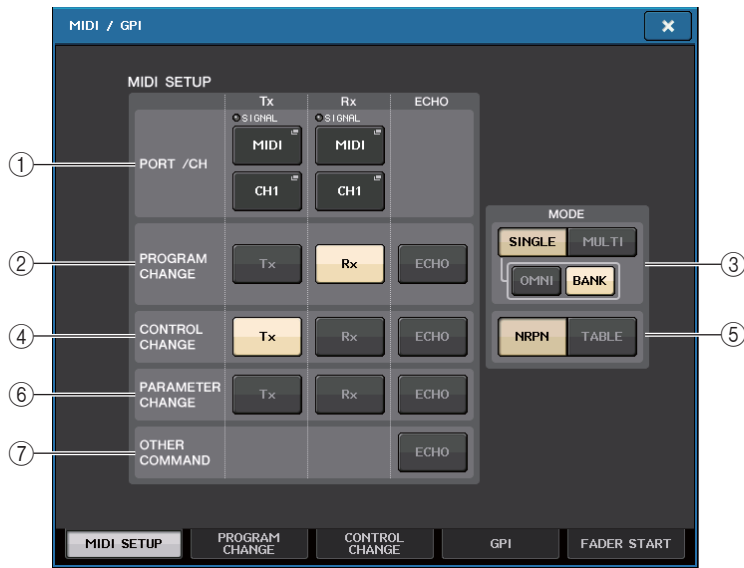 MIDI / GPI
MIDI SETUP
Tx Rx ECHO
SIGNAL SIGNAL
① PORT /CH MIDI MIDI
CH1 CH1
MODE
SINGLE MULTI
② PROGRAM CHANGE Tx Rx ECHO ③
OMNI BANK
④ CONTROL CHANGE Tx Rx ECHO NRPN TABLE ⑤
⑥ PARAMETER CHANGE Tx Rx ECHO
⑦ OTHER COMMAND ECHO
MIDI SETUP PROGRAM CHANGE CONTROL CHANGE GPI FADER START